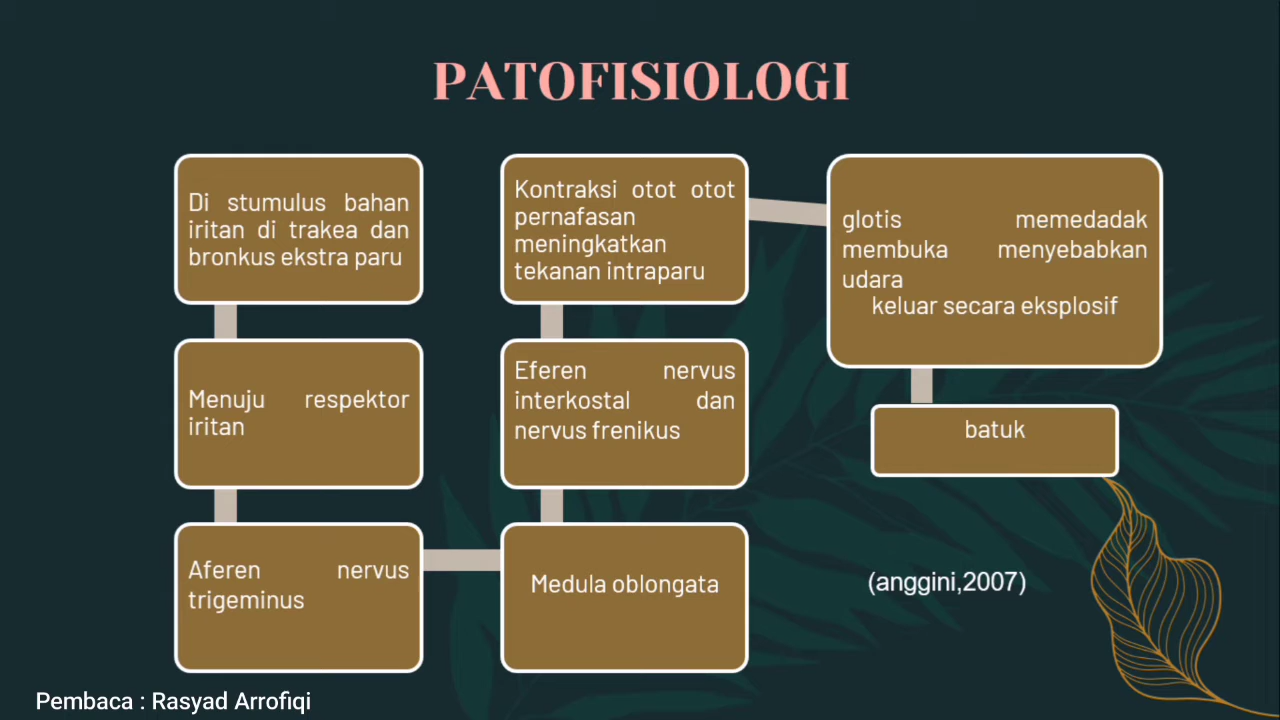 PATOFISIOLOGI
Di stumulus bahan
iritan di trakea dan
bronkus ekstra paru
Menuju respektor
iritan
Aferen nervus
trigeminus
Medula oblongata
Eferen nervus
interkostal dan
nervus frenikus
Kontraksi otot otot
pernafasan
meningkatkan
tekanan intraparu
glotis memedadak
membuka menyebabkan
udara
keluar secara eksplosif
batuk
(anggini,2007)
Pembaca : Rasyad Arrofiqi